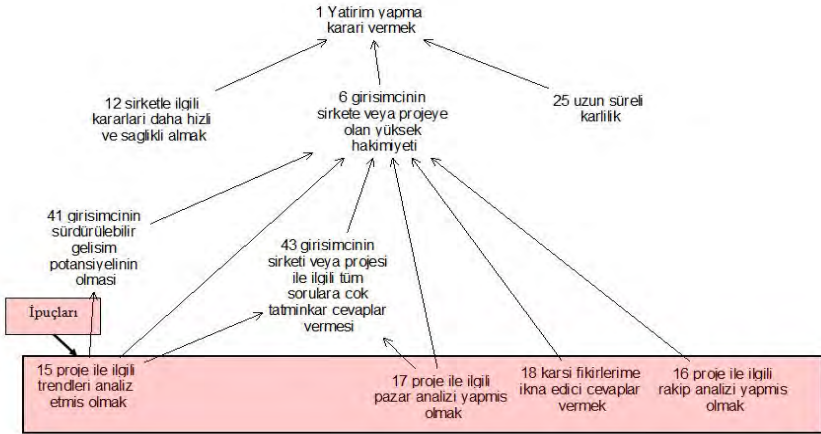 1 Yatirim yapma
karari vermek
12 sirketle ilgili
kararlari daha hizli
ve saglikli almak
6 girisimcinin
sirkete veya projeye
olan yüksek
hakimiyeti
25 uzun süreli
karlilik
41 girisimcinin
sürdürülebilir
gelisim
potansiyelinin
olmasi
43 girisimcinin
sirketi veya projesi
ile ilgili tüm
sorulara cok
tatminkar cevaplar
vermesi
İpuçları
15 proje ile ilgili
trendleri analiz
etmis olmak
17 proje ile ilgili
pazar analizi yapmis
olmak
18 karsi fikirlerime
ikna edici cevaplar
vermek
16 proje ile ilgili
rakip analizi yapmis
olmak